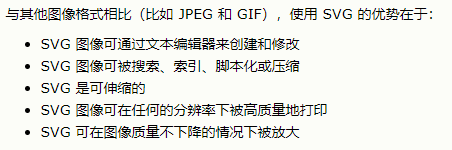 与其他图像格式相比（比如 JPEG 和 GIF），使用 SVG 的优势在于：
• SVG 图像可通过文本编辑器来创建和修改
• SVG 图像可被搜索、索引、脚本化或压缩
• SVG 是可伸缩的
• SVG 图像可在任何的分辨率下被高质量地打印
• SVG 可在图像质量不下降的情况下被放大